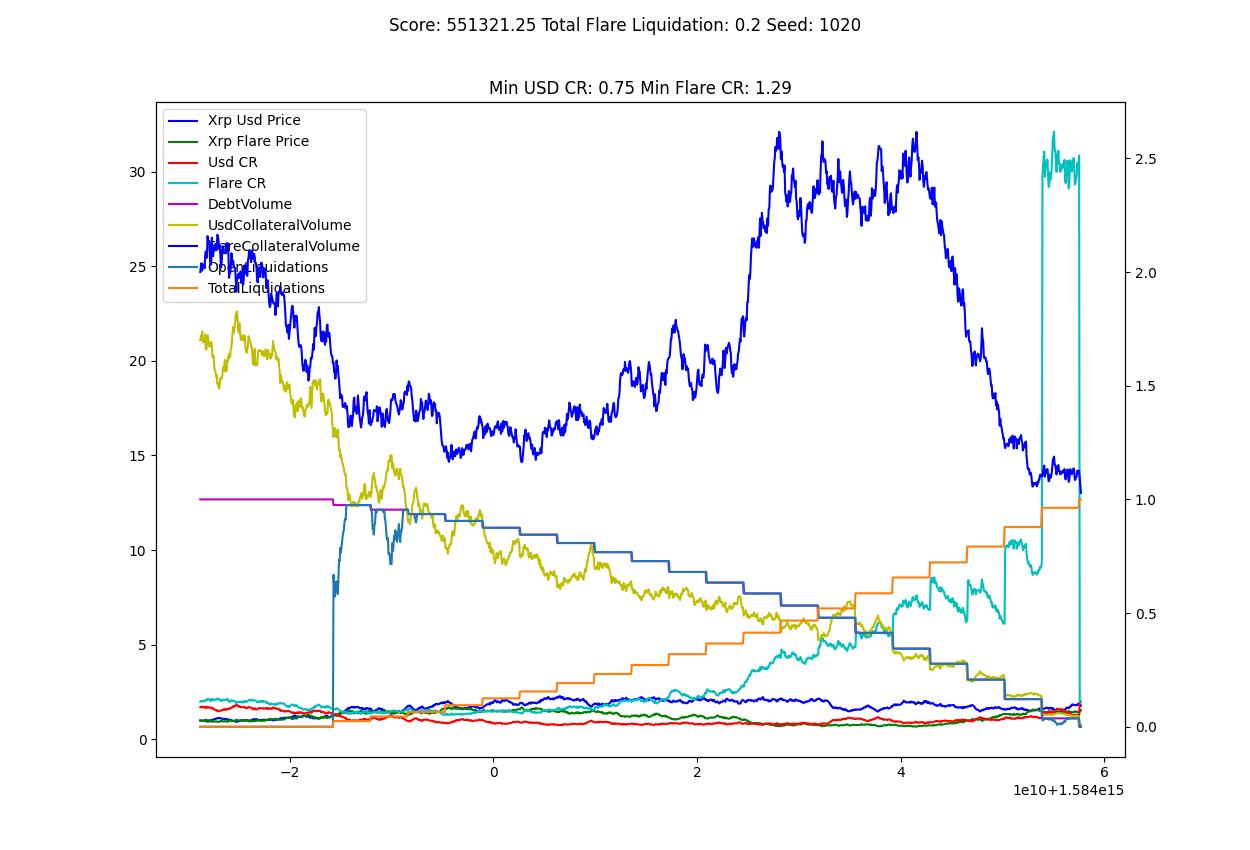 Score: 551321.25 Total Flare Liquidation: 0.2 Seed: 1020
Min USD CR: 0.75 Min Flare CR: 1.29
Xrp Usd Price
Xrp Flare Price
Usd CR
Flare CR
DebtVolume
UsdCollateralVolume
FlareCollateralVolume
OpenLiquidations
TotalLiquidations
30
25
20
15
10
5
0
2.5
2.0
1.5
1.0
0.5
0.0
−2
0
2
4
6
1e10+1.584e15